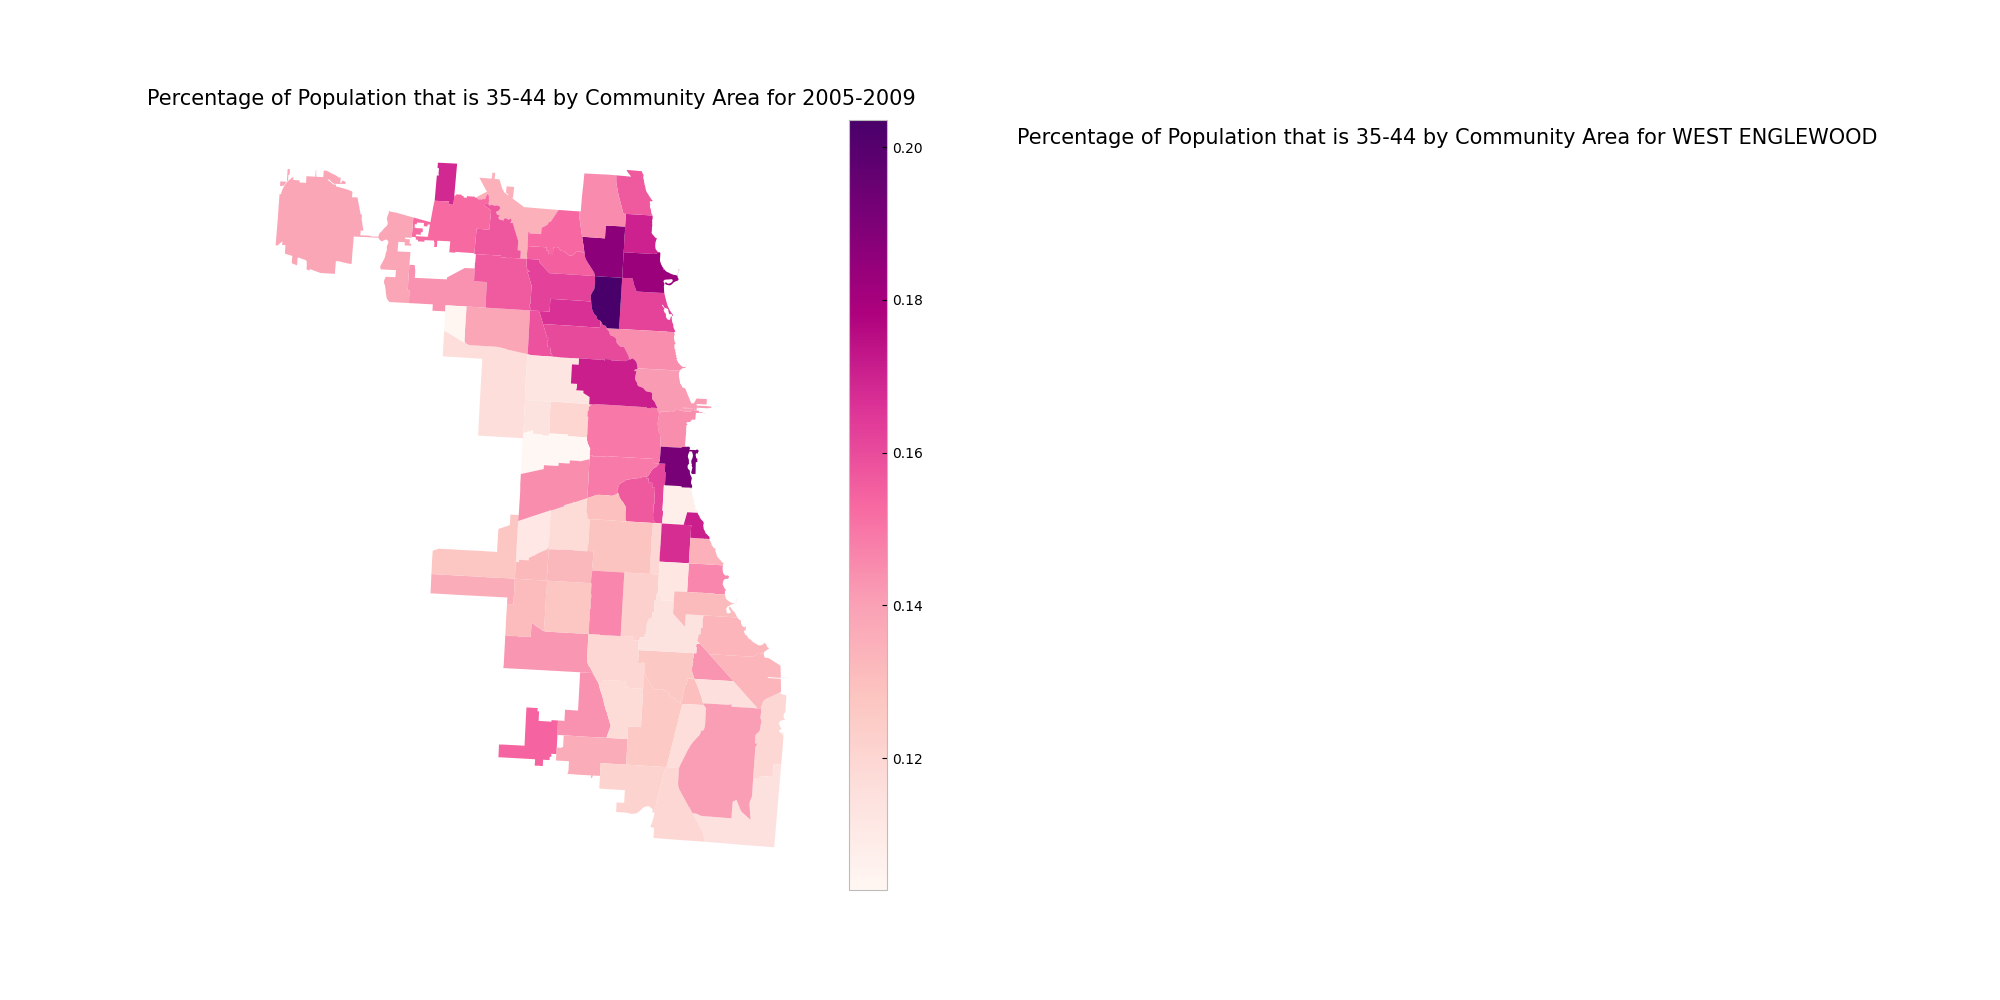 Percentage of Population that is 35-44 by Community Area for 2005-2009
Percentage of Population that is 35-44 by Community Area for WEST ENGLEWOOD
0.20
0.18
0.16
0.14
0.12